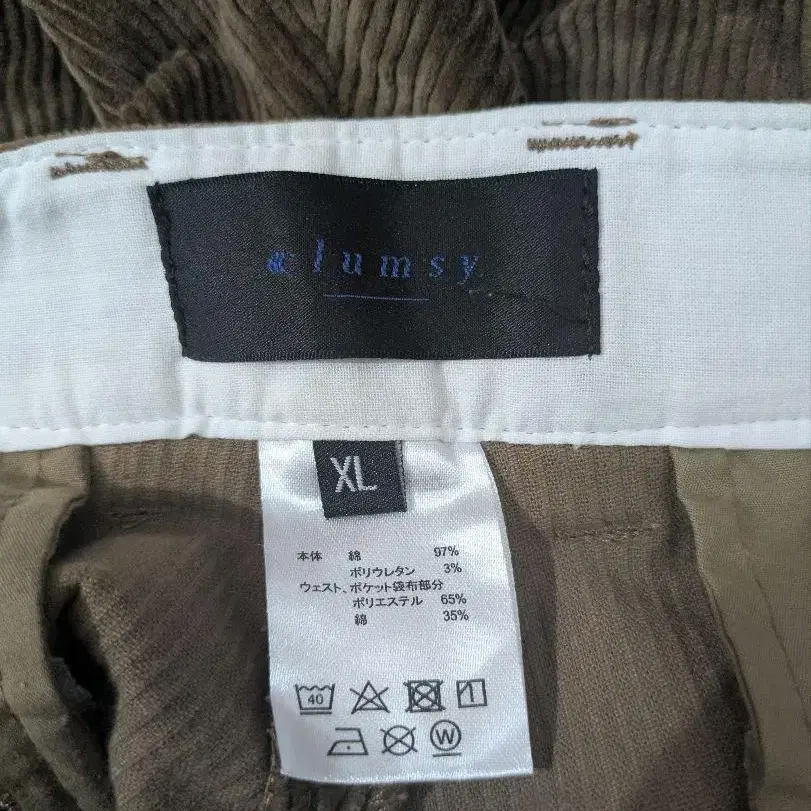 clumsy
XL
本体 綿 97%
ポリウレタン 3%
ウェスト、ポケット袋布部分
ポリエステル 65%
綿 35%
40
W